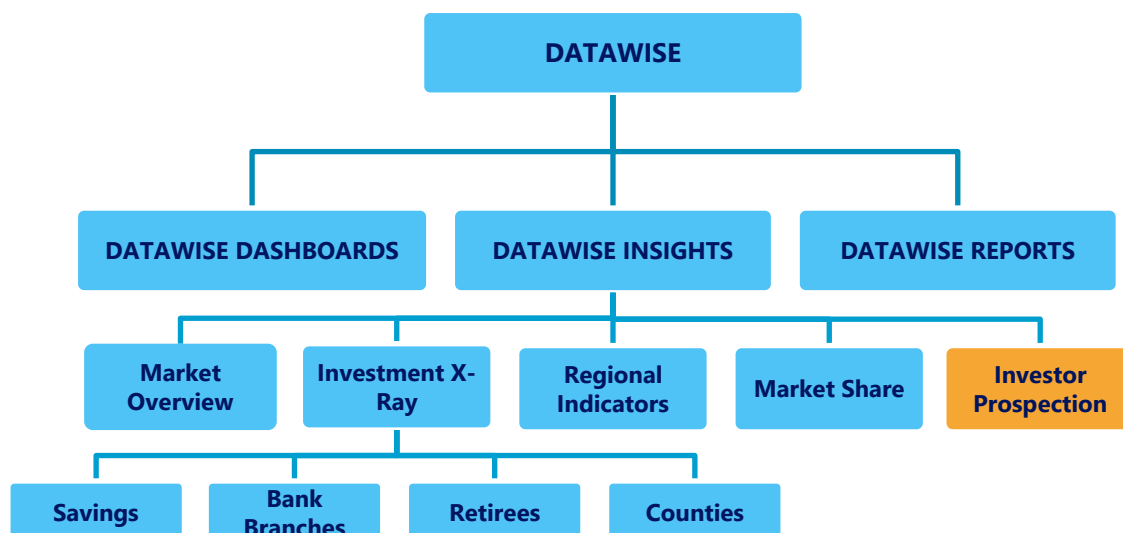 DATAWISE
DATAWISE DASHBOARDS
DATAWISE INSIGHTS
DATAWISE REPORTS
Market
Overview
Investment X-
Ray
Regional
Indicators
Market Share
Investor
Prospection
Savings
Bank
Branches
Retirees
Counties